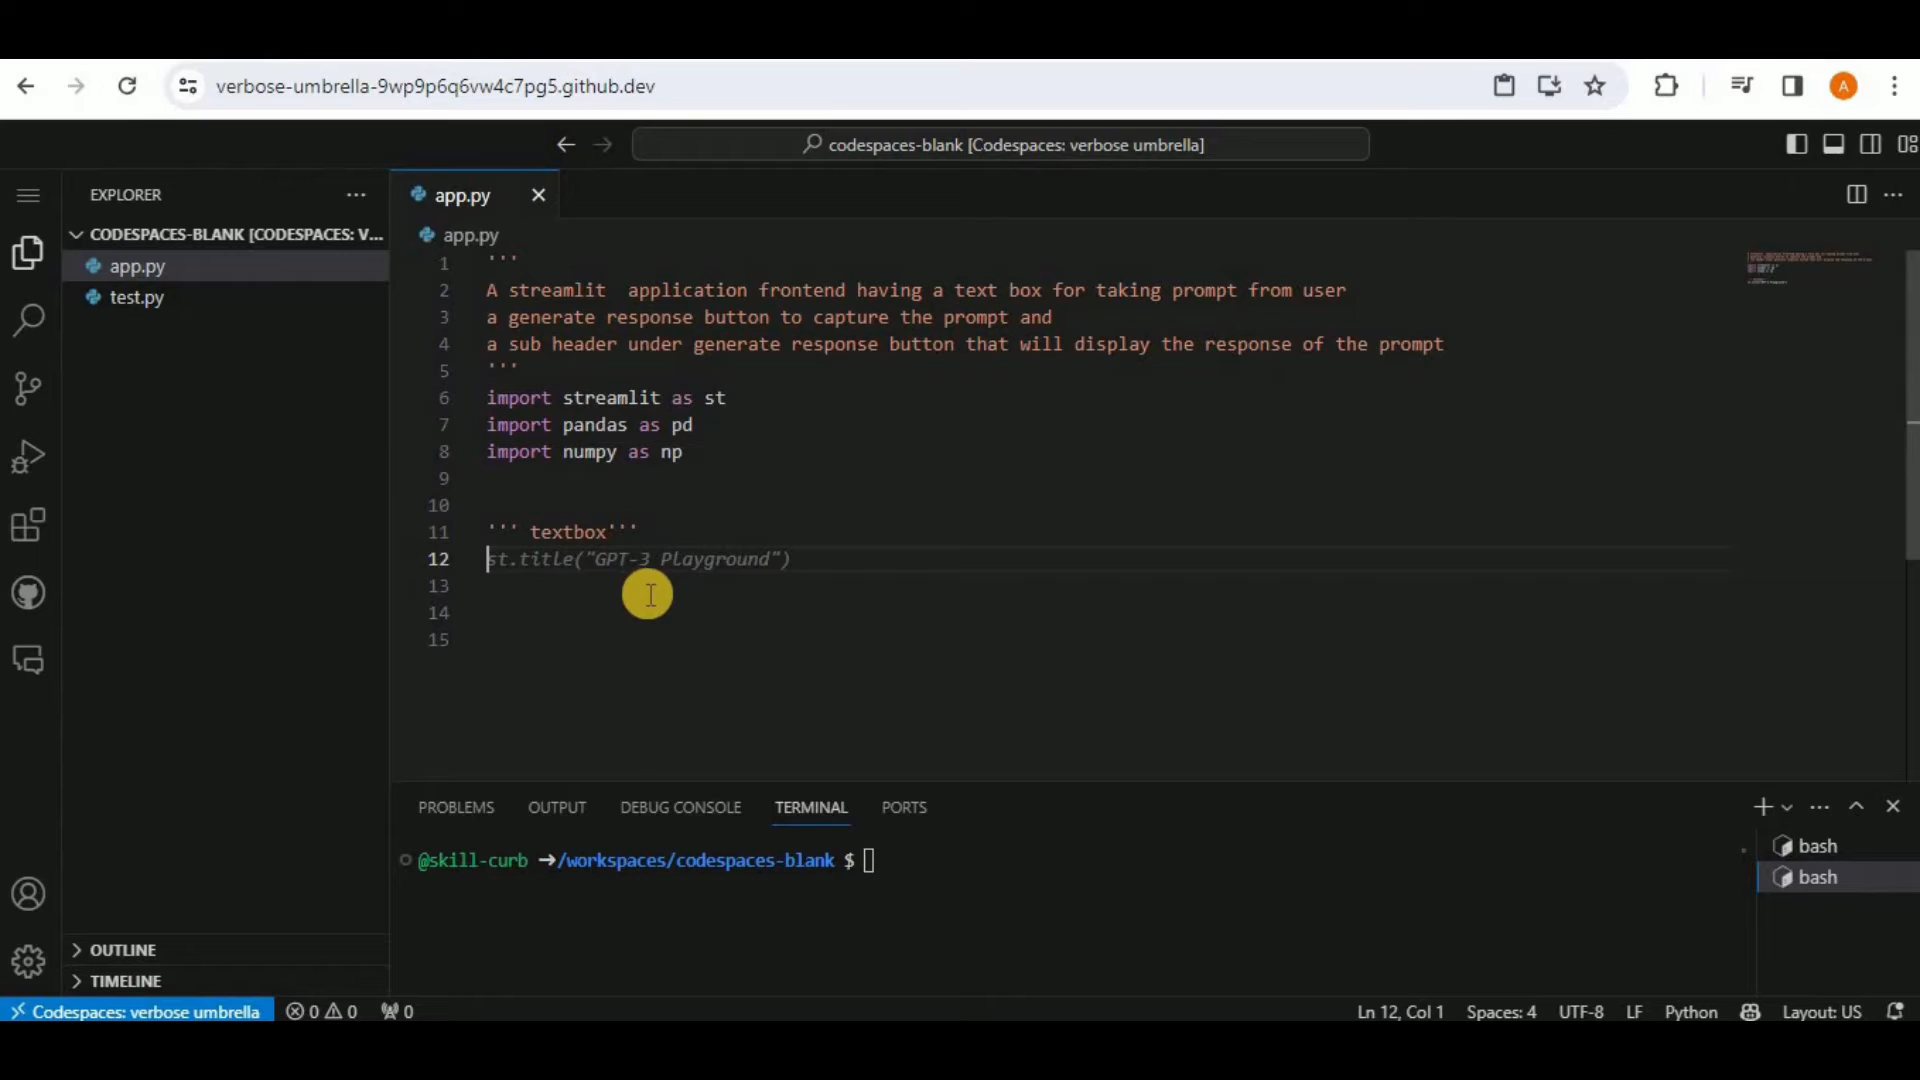 verbose-umbrella-9wp9p6q6vw4c7pg5.github.dev
A
codespaces-blank [Codespaces: verbose umbrella]
EXPLORER
CODESPACES-BLANK [CODESPACES: V...
app.py
test.py
app.py
app.py
1 '''
2 A streamlit  application frontend having a text box for taking prompt from user
3 a generate response button to capture the prompt and
4 a sub header under generate response button that will display the response of the prompt
5 '''
6 import streamlit as st
7 import pandas as pd
8 import numpy as np
9
10
11 ''' textbox'''
12 st.title("GPT-3 Playground")
13
14
15
PROBLEMS OUTPUT DEBUG CONSOLE TERMINAL PORTS
@skill-curb ➜/workspaces/codespaces-blank $
bash
bash
OUTLINE
TIMELINE
Codespaces: verbose umbrella 0 0 0 Ln 12, Col 1 Spaces: 4 UTF-8 LF Python Layout: US